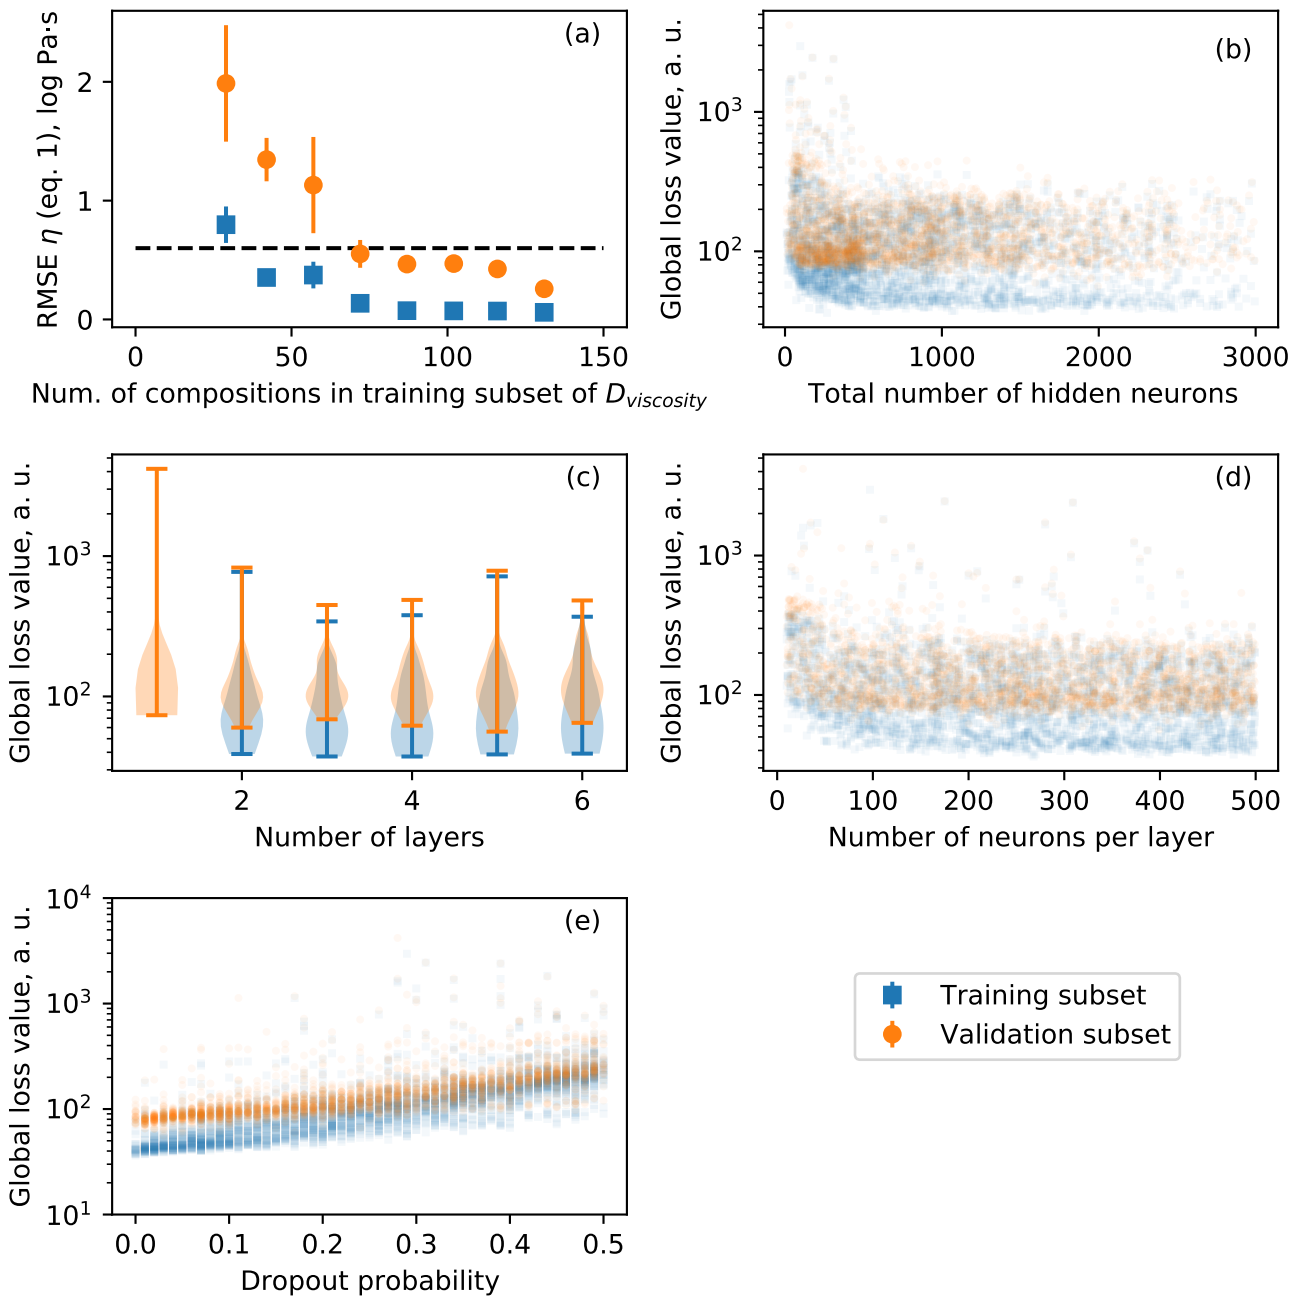 (a)
RMSE η (eq. 1), log Pa·s
2
1
0
0 50 100 150
Num. of compositions in training subset of D_viscosity
(b)
Global loss value, a. u.
10³
10²
0 1000 2000 3000
Total number of hidden neurons
(c)
Global loss value, a. u.
10³
10²
2 4 6
Number of layers
(d)
Global loss value, a. u.
10³
10²
0 100 200 300 400 500
Number of neurons per layer
(e)
Global loss value, a. u.
10⁴
10³
10²
10¹
0.0 0.1 0.2 0.3 0.4 0.5
Dropout probability
Training subset
Validation subset